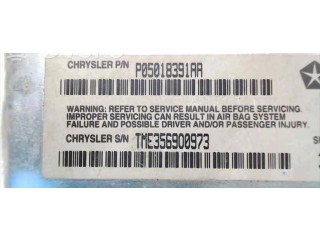 CHRYSLER P/N P05018391AA
WARNING: REFER TO SERVICE MANUAL BEFORE SERVICING.
IMPROPER SERVICING CAN RESULT IN AIR BAG SYSTEM
FAILURE AND POSSIBLE DRIVER AND/OR PASSENGER INJURY.
CHRYSLER S/N TME356900973